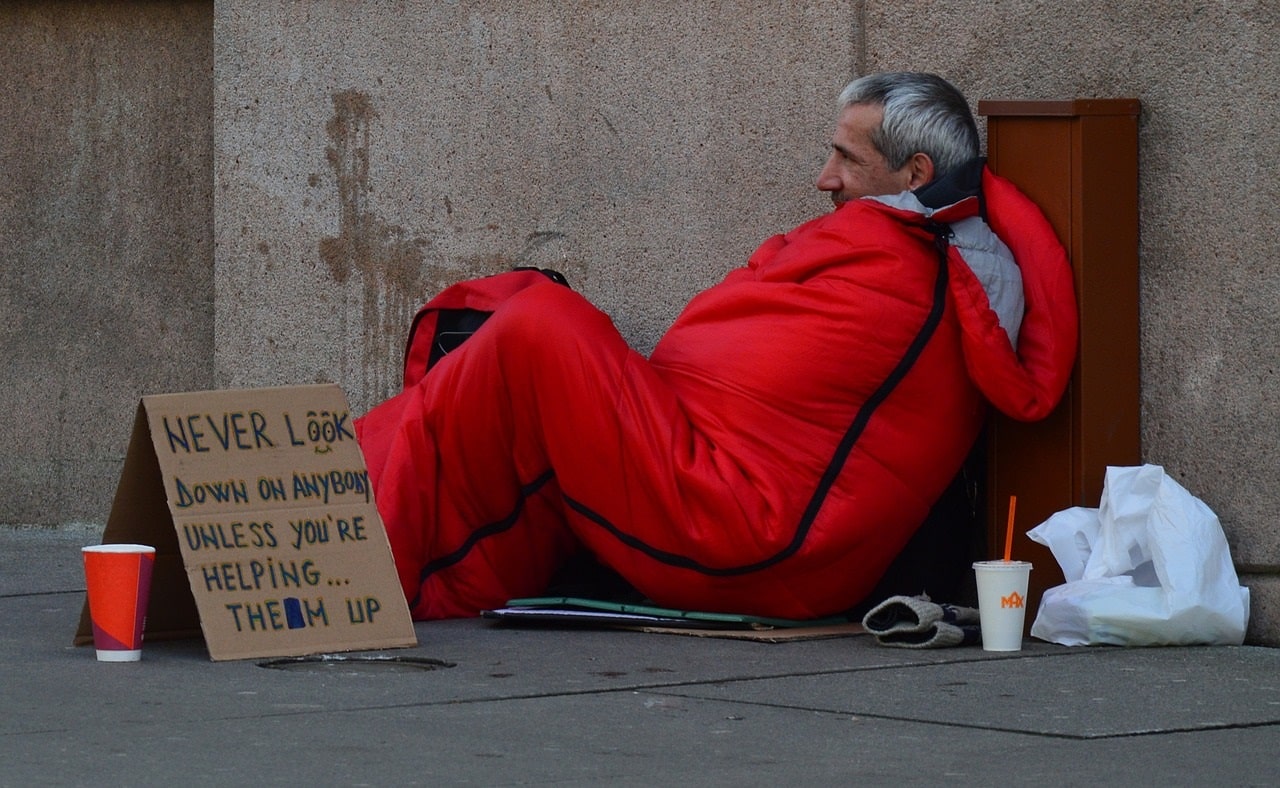 NEVER LOOK
DOWN ON ANYBODY
UNLESS YOU'RE
HELPING...
THEM UP
MAX